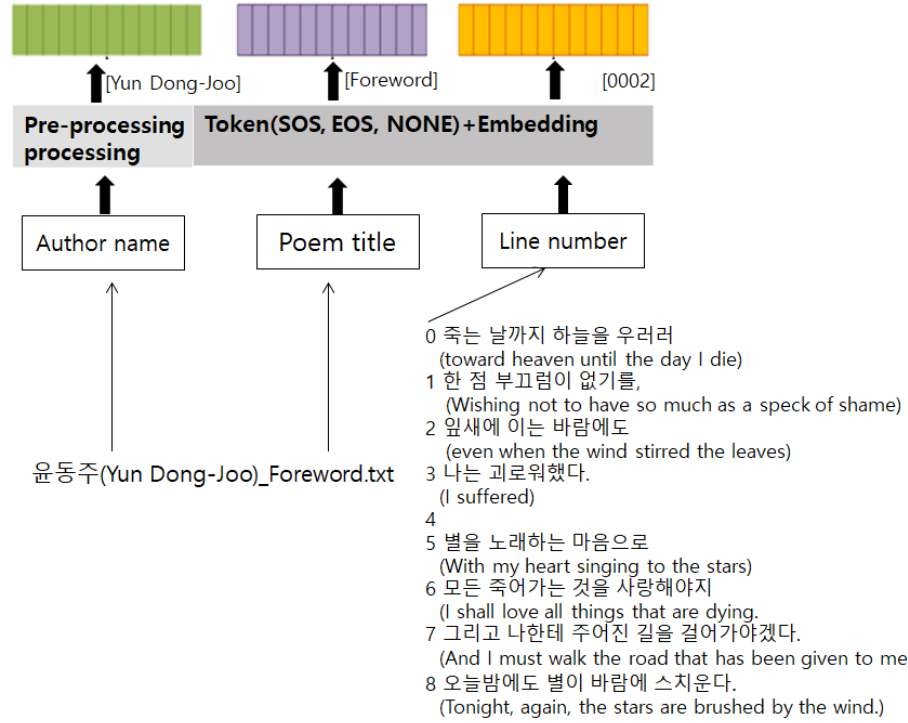 [Yun Dong-Joo]
[Foreword]
[0002]
Pre-processing
processing
Token(SOS, EOS, NONE)+Embedding
Author name
Poem title
Line number
윤동주(Yun Dong-Joo)_Foreword.txt
0 죽는 날까지 하늘을 우러러
(toward heaven until the day I die)
1 한 점 부끄럼이 없기를,
(Wishing not to have so much as a speck of shame)
2 잎새에 이는 바람에도
(even when the wind stirred the leaves)
3 나는 괴로워했다.
(I suffered)
4
5 별을 노래하는 마음으로
(With my heart singing to the stars)
6 모든 죽어가는 것을 사랑해야지
(I shall love all things that are dying.
7 그리고 나한테 주어진 길을 걸어가야겠다.
(And I must walk the road that has been given to me
8 오늘밤에도 별이 바람에 스치운다.
(Tonight, again, the stars are brushed by the wind.)